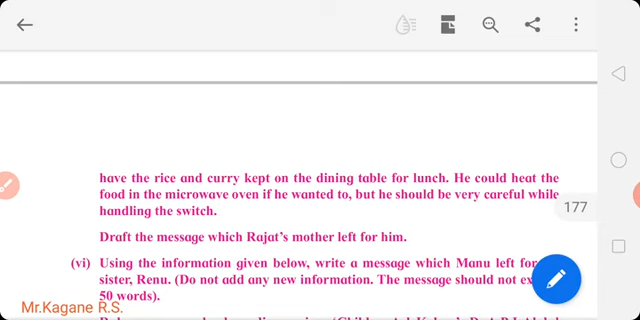 have the rice and curry kept on the dining table for lunch. He could heat the
food in the microwave oven if he wanted to, but he should be very careful while
handling the switch.
177
Draft the message which Rajat's mother left for him.
(vi) Using the information given below, write a message which Manu left for
sister, Renu. (Do not add any new information. The message should not
50 words).
Mr.Kagane R.S.